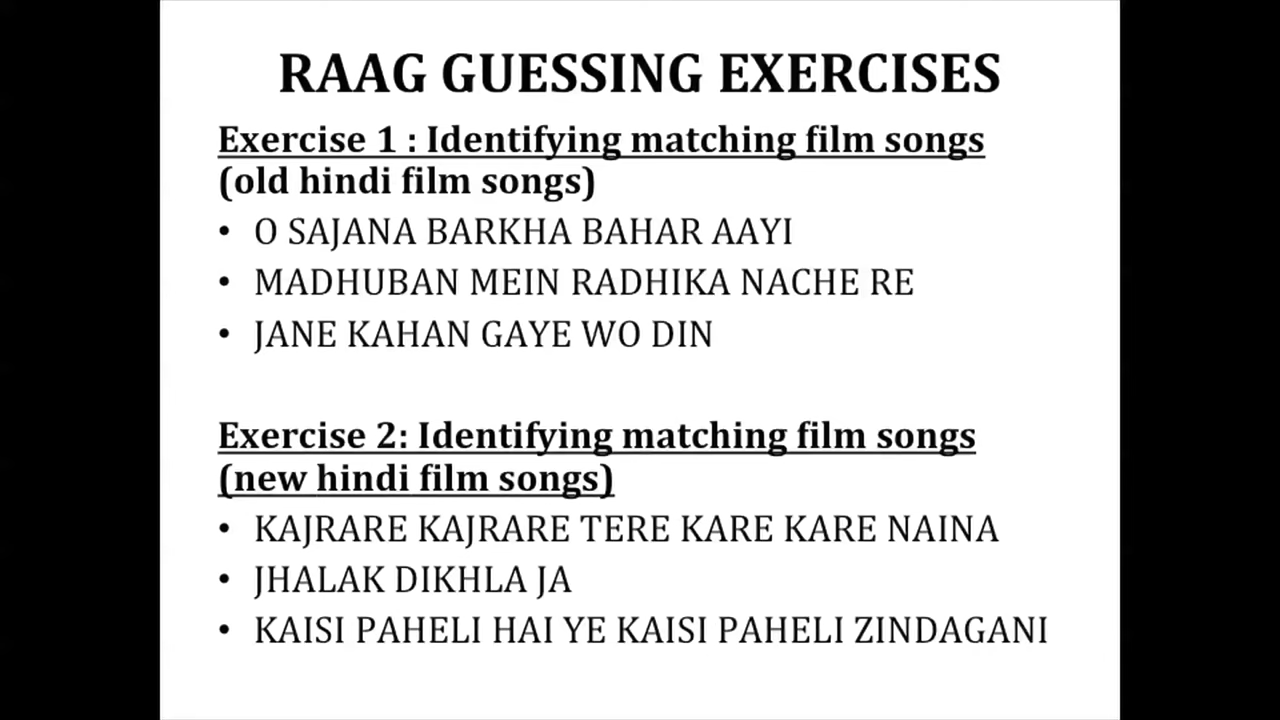 RAAG GUESSING EXERCISES
Exercise 1 : Identifying matching film songs
(old hindi film songs)
• O SAJANA BARKHA BAHAR AAYI
• MADHUBAN MEIN RADHIKA NACHE RE
• JANE KAHAN GAYE WO DIN
Exercise 2: Identifying matching film songs
(new hindi film songs)
• KAJRARE KAJRARE TERE KARE KARE NAINA
• JHALAK DIKHLA JA
• KAISI PAHELI HAI YE KAISI PAHELI ZINDAGANI